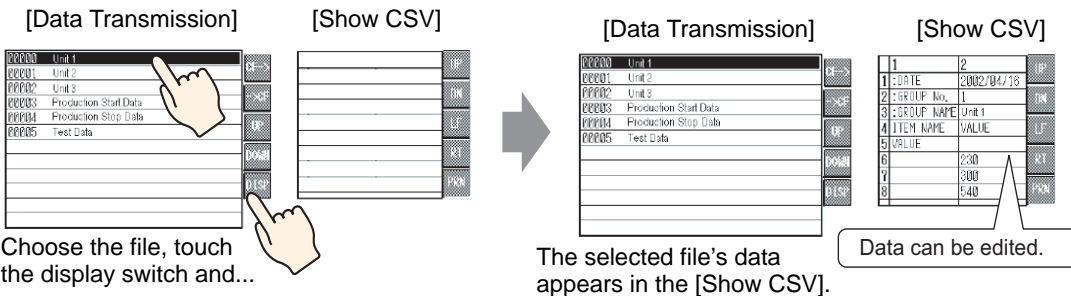 [Data Transmission]
[Show CSV]
00000 Unit 1
00001 Unit 2
00002 Unit 3
00003 Production Start Data
00004 Production Stop Data
00005 Test Data
CF-->
-->CF
UP
DOWN
DISP
UP
DN
LF
RT
PRN
Choose the file, touch
the display switch and...
[Data Transmission]
[Show CSV]
00000 Unit 1
00001 Unit 2
00002 Unit 3
00003 Production Start Data
00004 Production Stop Data
00005 Test Data
CF-->
-->CF
UP
DOWN
DISP
1 2
1 :DATE 2002/04/16
2 :GROUP No. 1
3 :GROUP NAME Unit 1
4 ITEM NAME VALUE
5 VALUE
6 230
7 300
8 540
UP
DN
LF
RT
PRN
Data can be edited.
The selected file's data
appears in the [Show CSV].